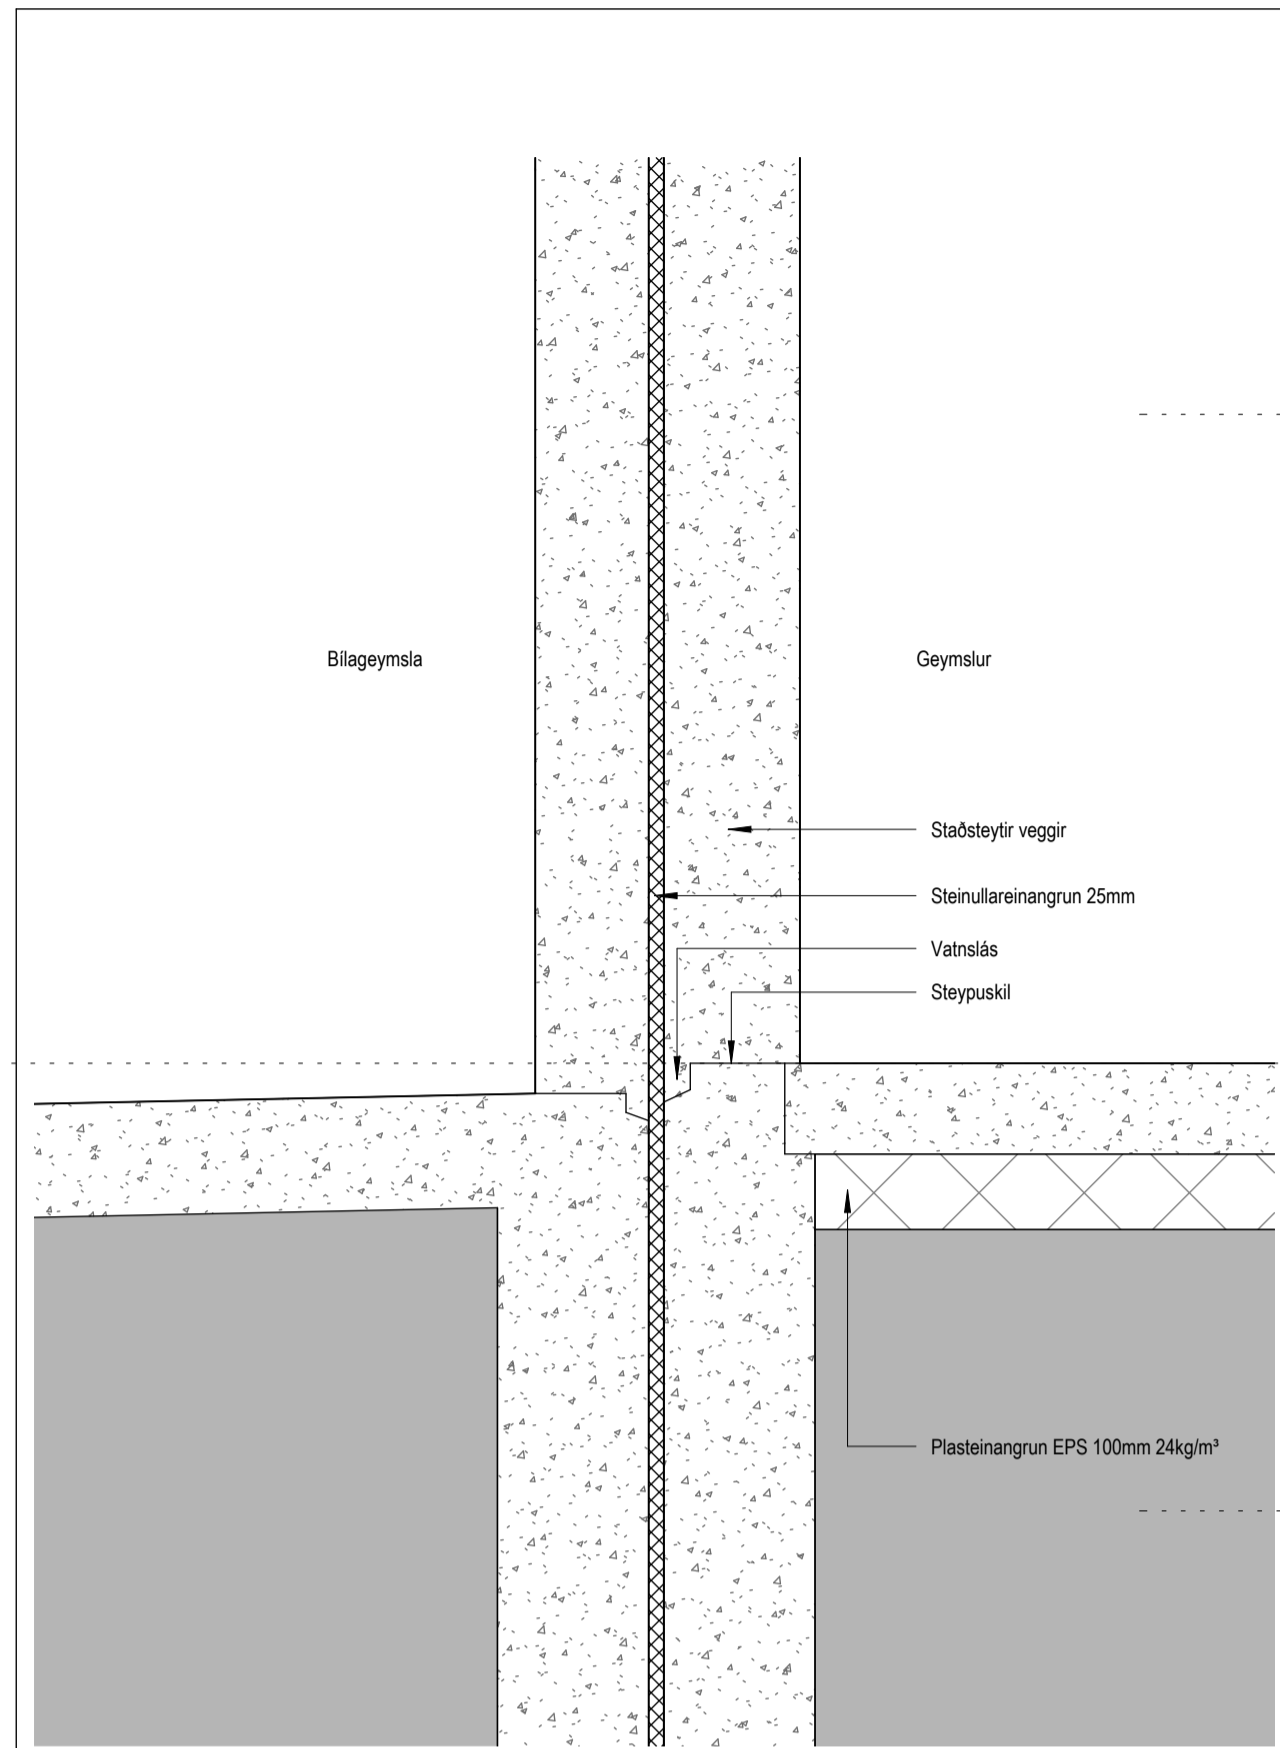 Bílageymsla
Geymslur
Staðsteytir veggir
Steinullareinangrun 25mm
Vatnslás
Steypuskil
Plasteinangrun EPS 100mm 24kg/m³